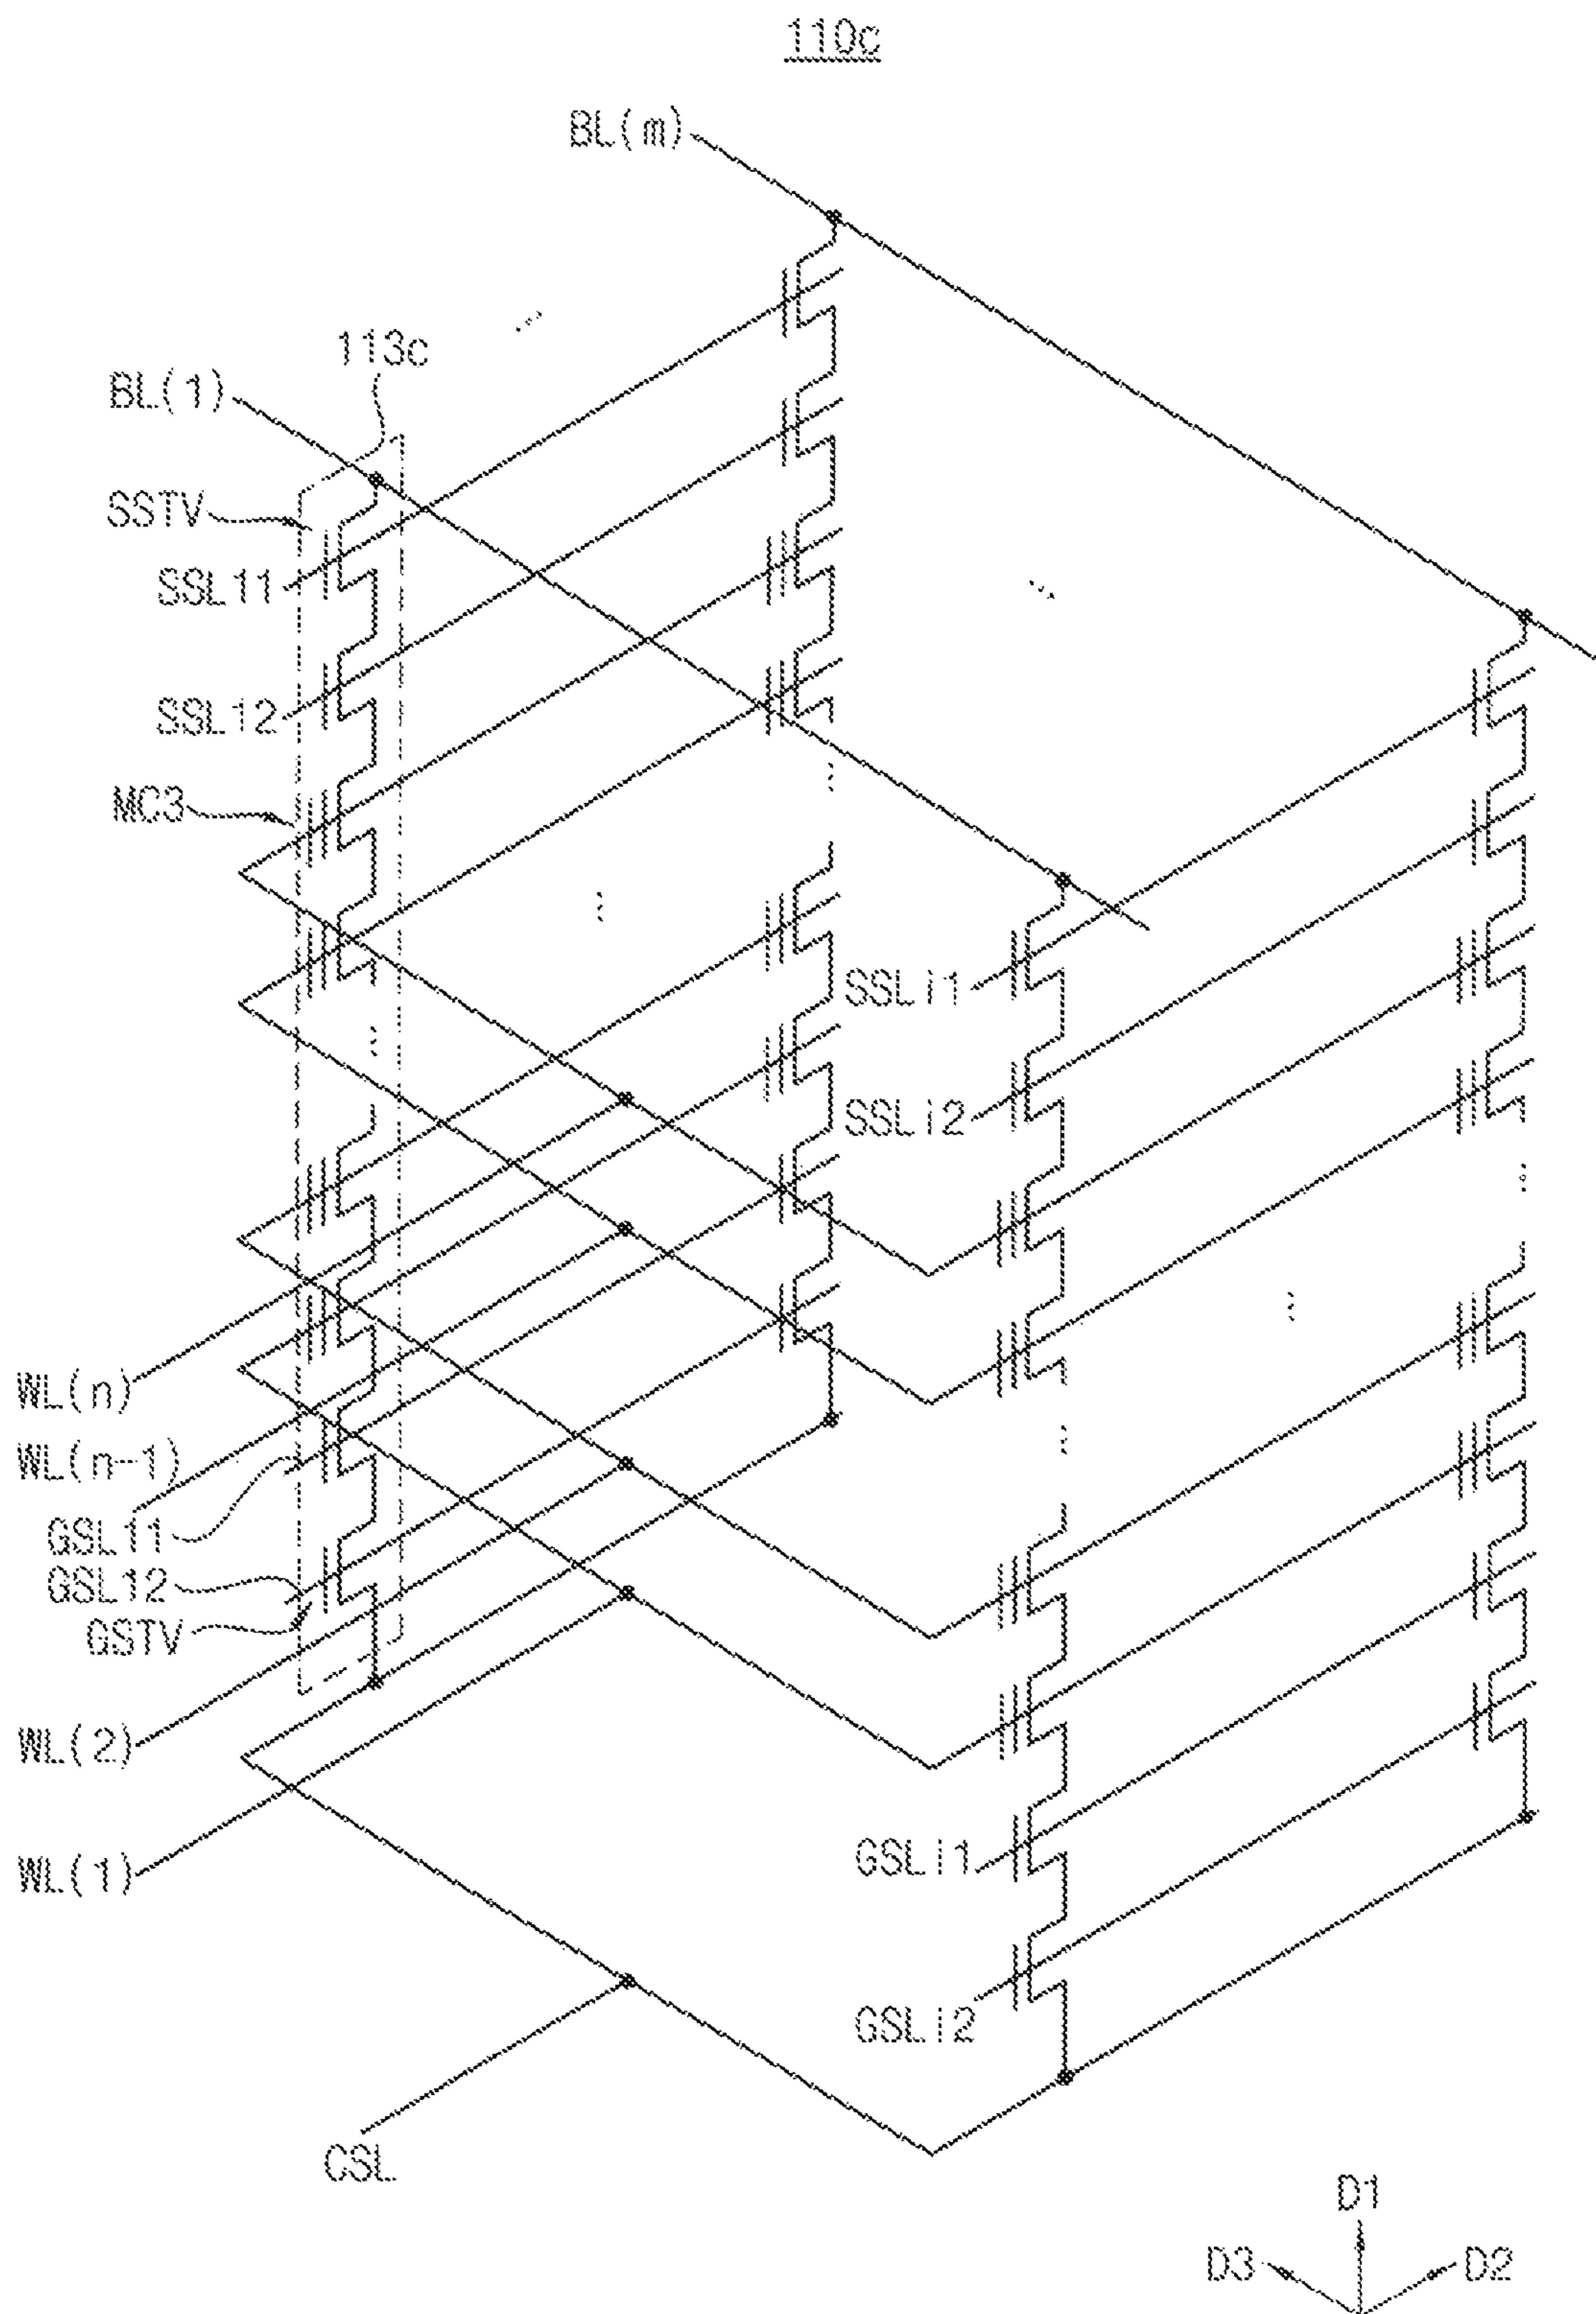 110c
BL(m)
113c
BL(1)
SSTV
SSL11
SSL12
MC3
SSLi1
SSLi2
WL(n)
WL(n-1)
GSL11
GSL12
GSTV
WL(2)
WL(1)
GSLi1
GSLi2
CSL
D1
D3
D2